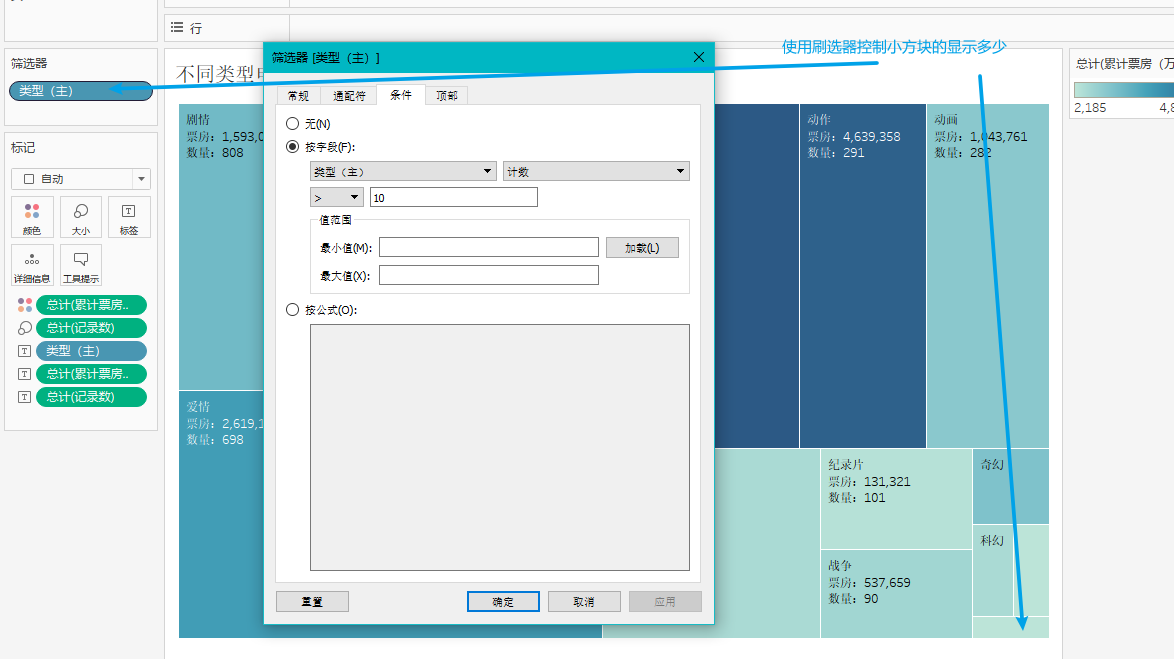 行
使用刷选器控制小方块的显示多少
筛选器
类型（主）
标记
自动
颜色
大小
标签
详细信息
工具提示
总计(累计票房..
总计(记录数)
类型（主）
总计(累计票房..
总计(记录数)
不同类型
剧情
票房: 1,593,0
数量: 808
爱情
票房: 2,619,1
数量: 698
筛选器 [类型（主）]
常规
通配符
条件
顶部
无(N)
按字段(F):
类型（主）
计数
>
10
值范围
最小值(M):
加载(L)
最大值(X):
按公式(O):
重置
确定
取消
应用
动作
票房: 4,639,358
数量: 291
动画
票房: 1,043,761
数量: 282
纪录片
票房: 131,321
数量: 101
奇幻
科幻
战争
票房: 537,659
数量: 90
总计(累计票房（万
2,185
4,8